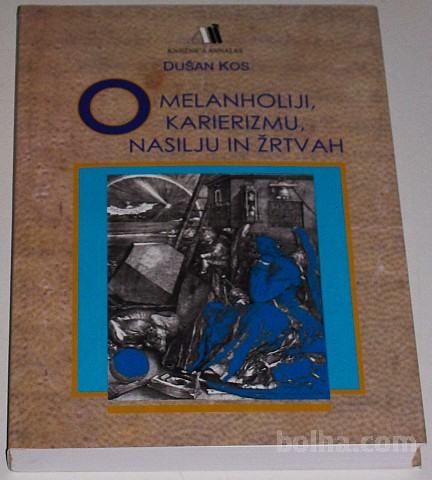 KNJIŽNICA ANNALES
DUŠAN KOS
O MELANHOLIJI,
KARIERIZMU,
NASILJU IN ŽRTVAH
bolha.com